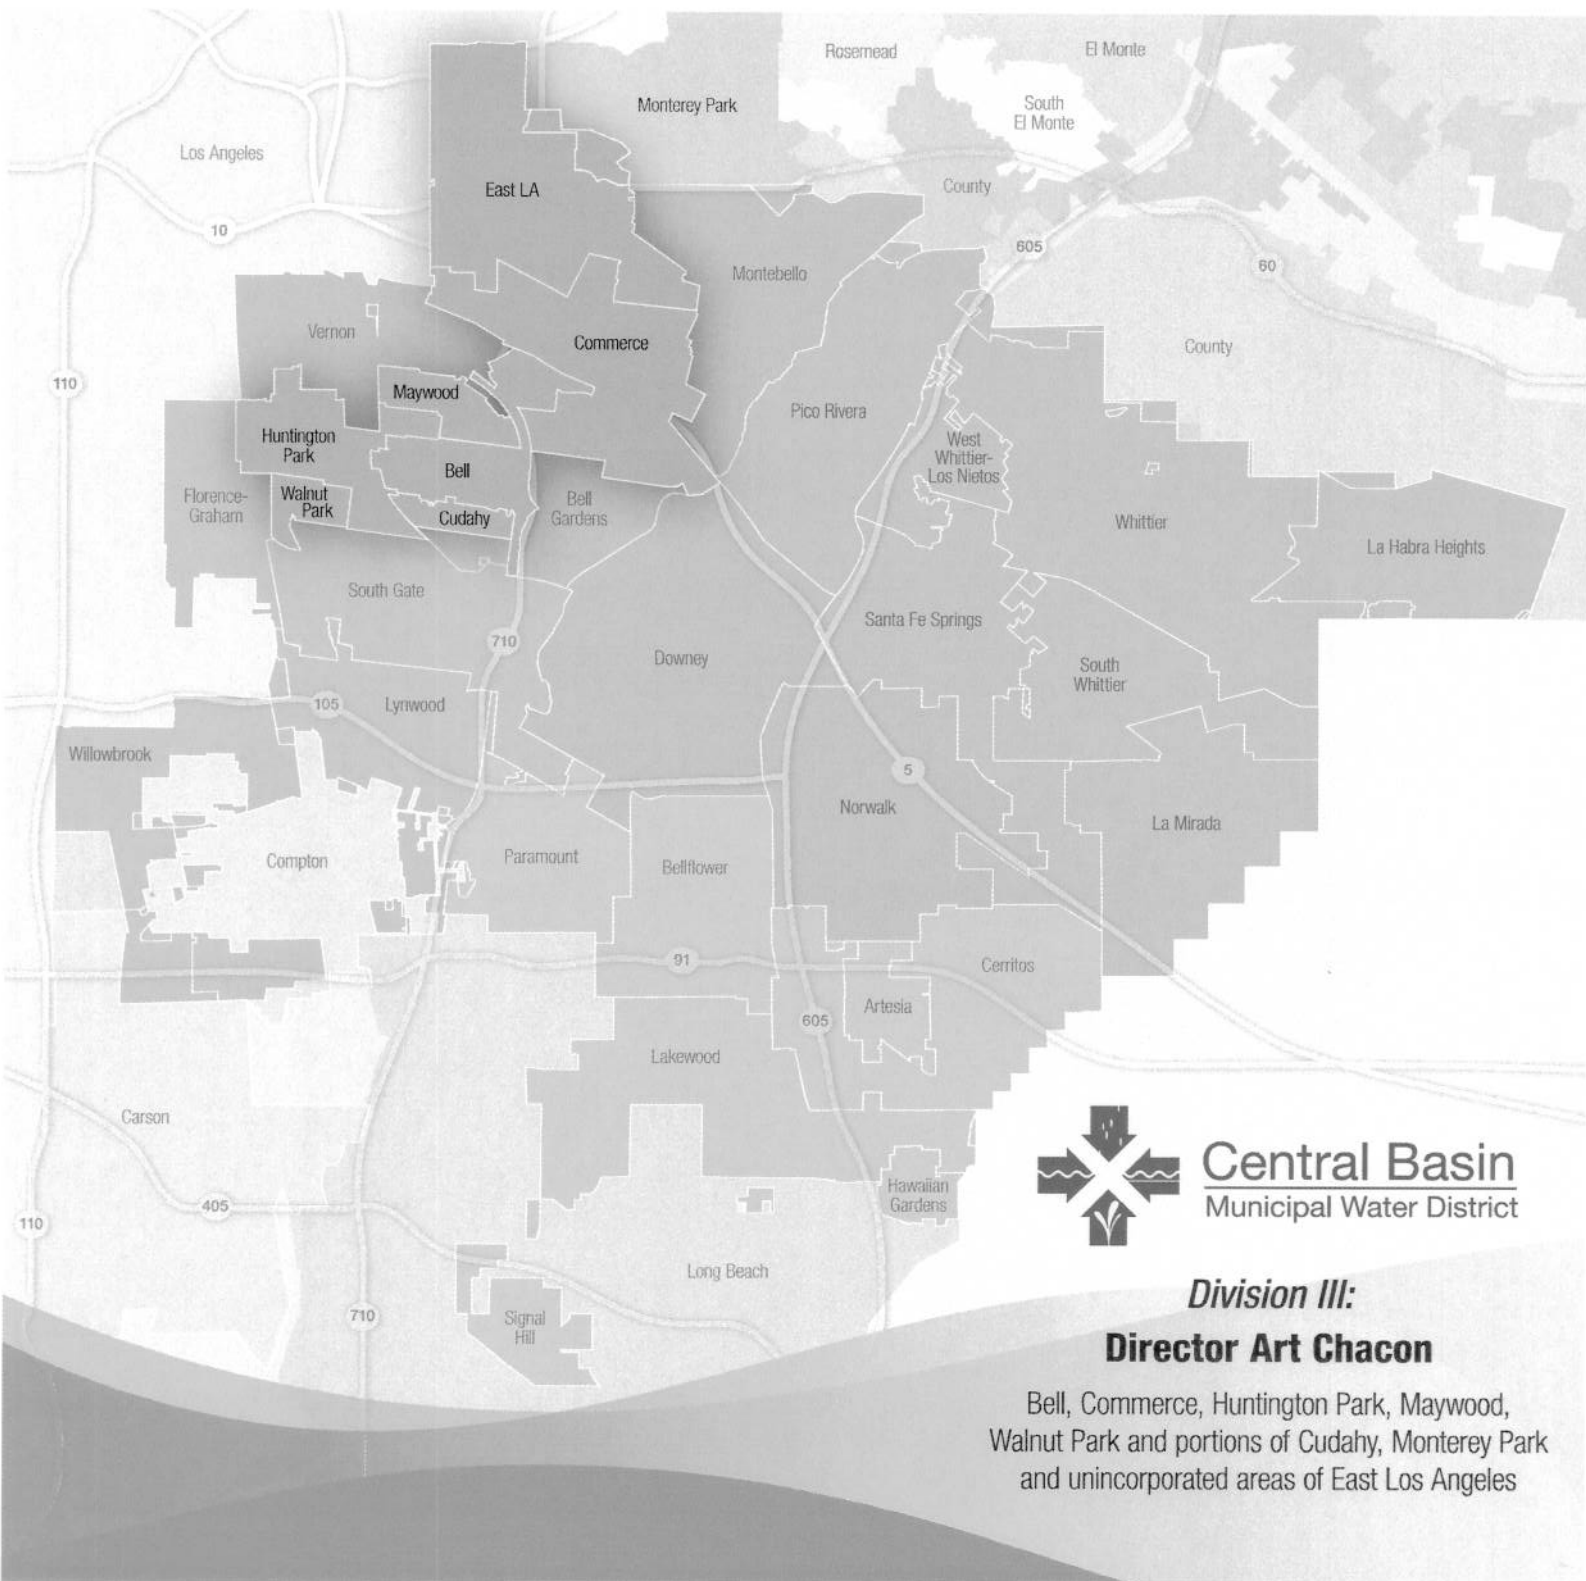 Rosemead
El Monte
Monterey Park
South
El Monte
Los Angeles
East LA
County
10
605
60
Montebello
Vernon
Commerce
County
110
Maywood
Pico Rivera
Huntington
Park
West
Whittier-
Los Nietos
Bell
Walnut
Park
Florence-
Graham
Bell
Gardens
Cudahy
Whittier
La Habra Heights
South Gate
Santa Fe Springs
710
Downey
South
Whittier
105
Lynwood
Willowbrook
5
Norwalk
La Mirada
Compton
Paramount
Bellflower
91
Cerritos
Artesia
605
Lakewood
Carson
Central Basin
Municipal Water District
Hawaiian
Gardens
405
110
Long Beach
710
Signal
Hill
Division III:
Director Art Chacon
Bell, Commerce, Huntington Park, Maywood,
Walnut Park and portions of Cudahy, Monterey Park
and unincorporated areas of East Los Angeles